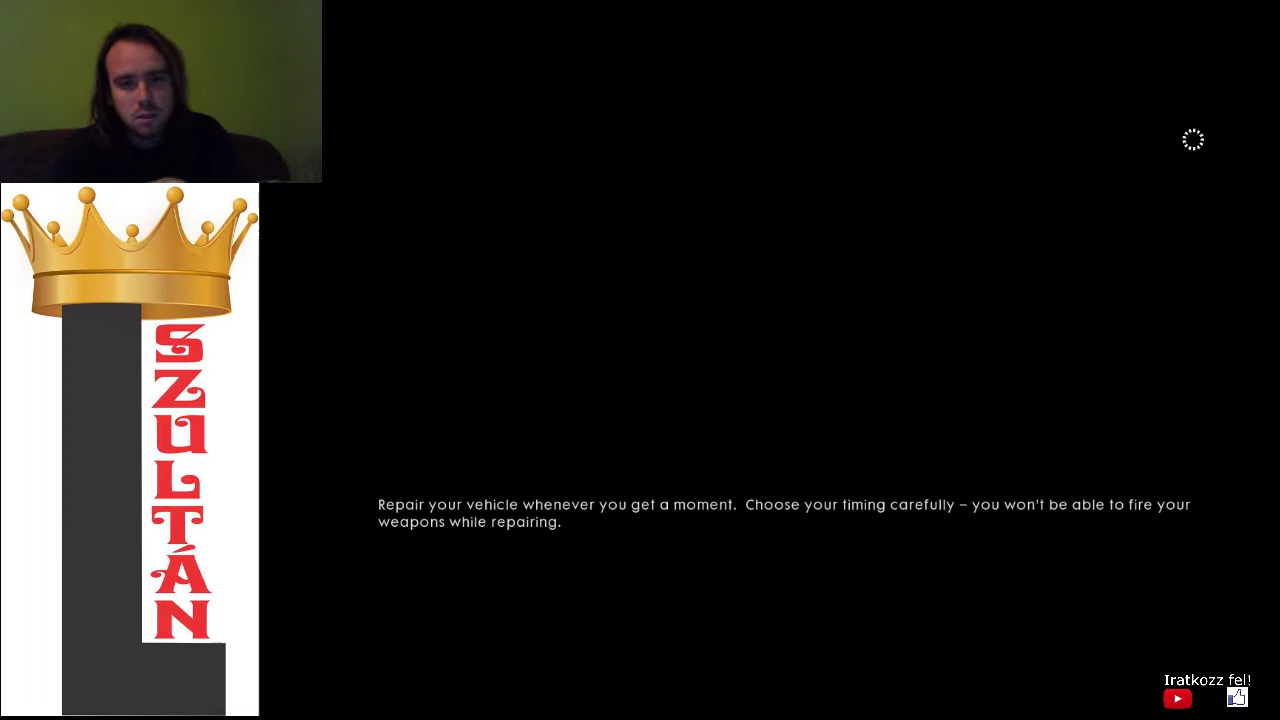 L
SZULTÁN
Repair your vehicle whenever you get a moment.  Choose your timing carefully – you won't be able to fire your
weapons while repairing.
Iratkozz fel!